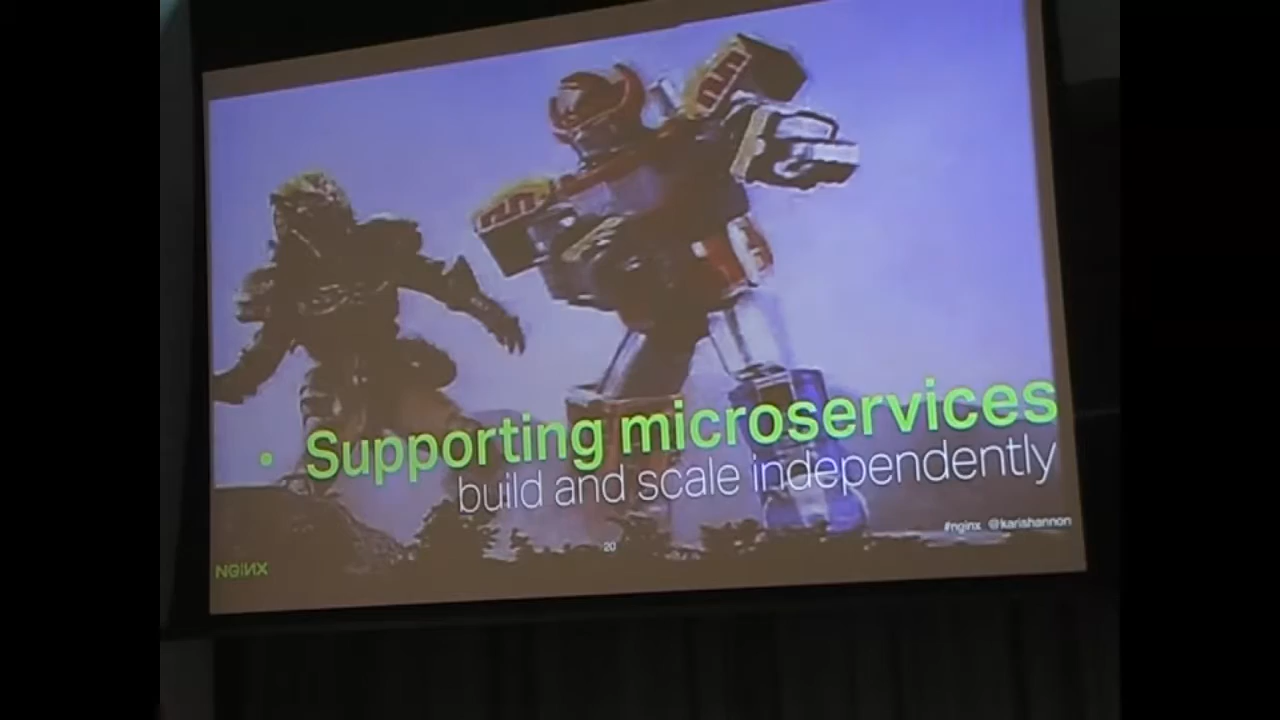 • Supporting microservices
build and scale independently
#nginx @karishannon
20
NGiNX